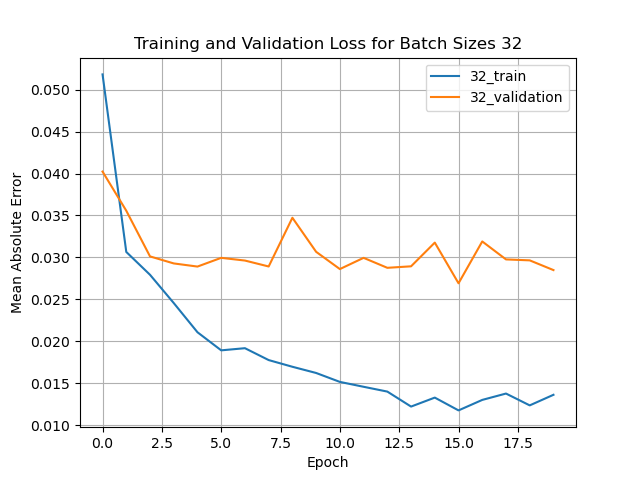 Training and Validation Loss for Batch Sizes 32
32_train
32_validation
Mean Absolute Error
0.050
0.045
0.040
0.035
0.030
0.025
0.020
0.015
0.010
0.0 2.5 5.0 7.5 10.0 12.5 15.0 17.5
Epoch